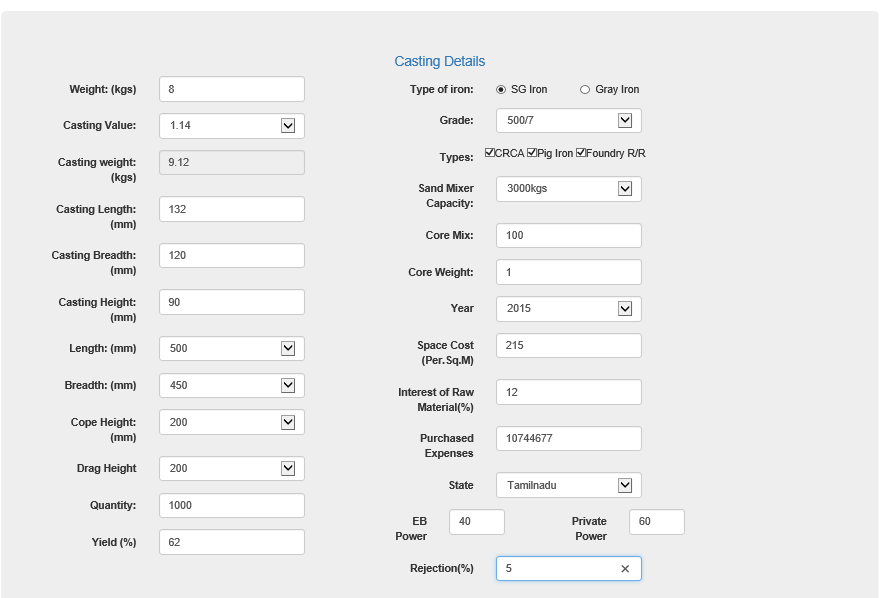 Casting Details
Weight: (kgs) 8
Casting Value: 1.14
Casting weight: 9.12
(kgs)
Casting Length: 132
(mm)
Casting Breadth: 120
(mm)
Casting Height: 90
(mm)
Length: (mm) 500
Breadth: (mm) 450
Cope Height: 200
(mm)
Drag Height 200
Quantity: 1000
Yield (%) 62
Type of iron: SG Iron Gray Iron
Grade: 500/7
Types: CRCA Pig Iron Foundry R/R
Sand Mixer 3000kgs
Capacity:
Core Mix: 100
Core Weight: 1
Year 2015
Space Cost 215
(Per.Sq.M)
Interest of Raw 12
Material(%)
Purchased 10744677
Expenses
State Tamilnadu
EB 40 Private 60
Power Power
Rejection(%) 5